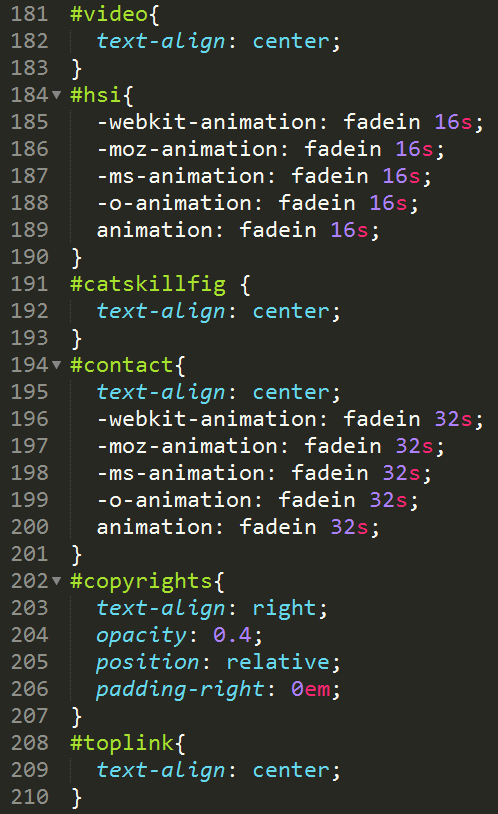 181 #video{
182   text-align: center;
183 }
184 #hsi{
185   -webkit-animation: fadein 16s;
186   -moz-animation: fadein 16s;
187   -ms-animation: fadein 16s;
188   -o-animation: fadein 16s;
189   animation: fadein 16s;
190 }
191 #catskillfig {
192   text-align: center;
193 }
194 #contact{
195   text-align: center;
196   -webkit-animation: fadein 32s;
197   -moz-animation: fadein 32s;
198   -ms-animation: fadein 32s;
199   -o-animation: fadein 32s;
200   animation: fadein 32s;
201 }
202 #copyrights{
203   text-align: right;
204   opacity: 0.4;
205   position: relative;
206   padding-right: 0em;
207 }
208 #toplink{
209   text-align: center;
210 }